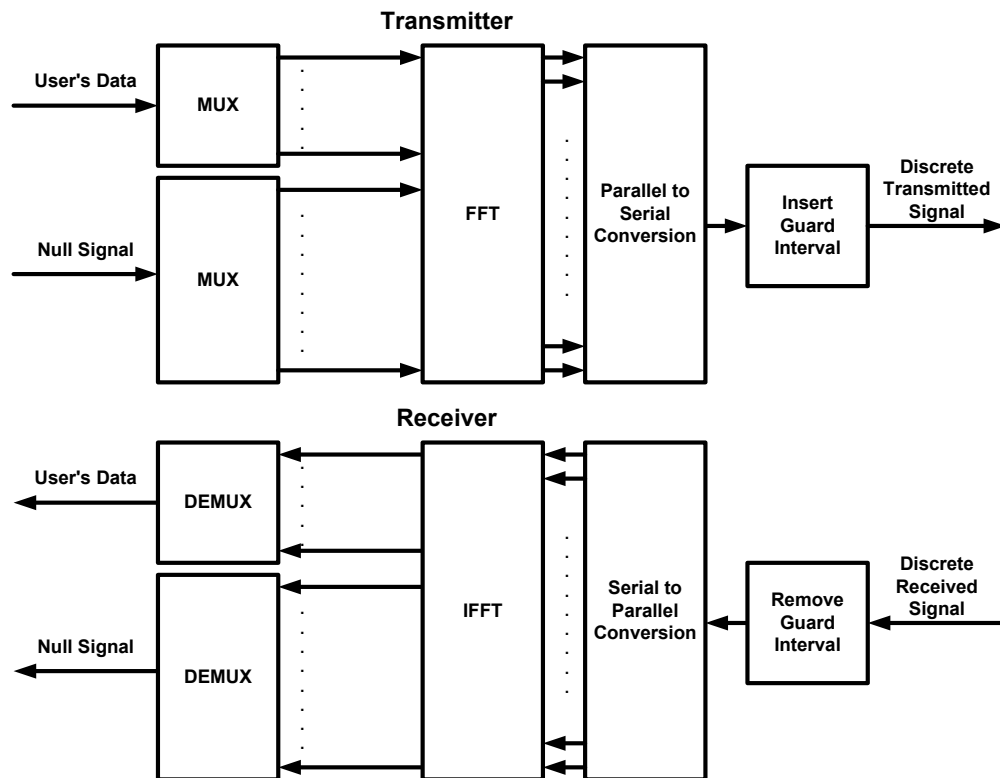 Transmitter
User's Data
MUX
Null Signal
MUX
FFT
Parallel to
Serial
Conversion
Insert
Guard
Interval
Discrete
Transmitted
Signal
Receiver
User's Data
DEMUX
Null Signal
DEMUX
IFFT
Serial to
Parallel
Conversion
Remove
Guard
Interval
Discrete
Received
Signal